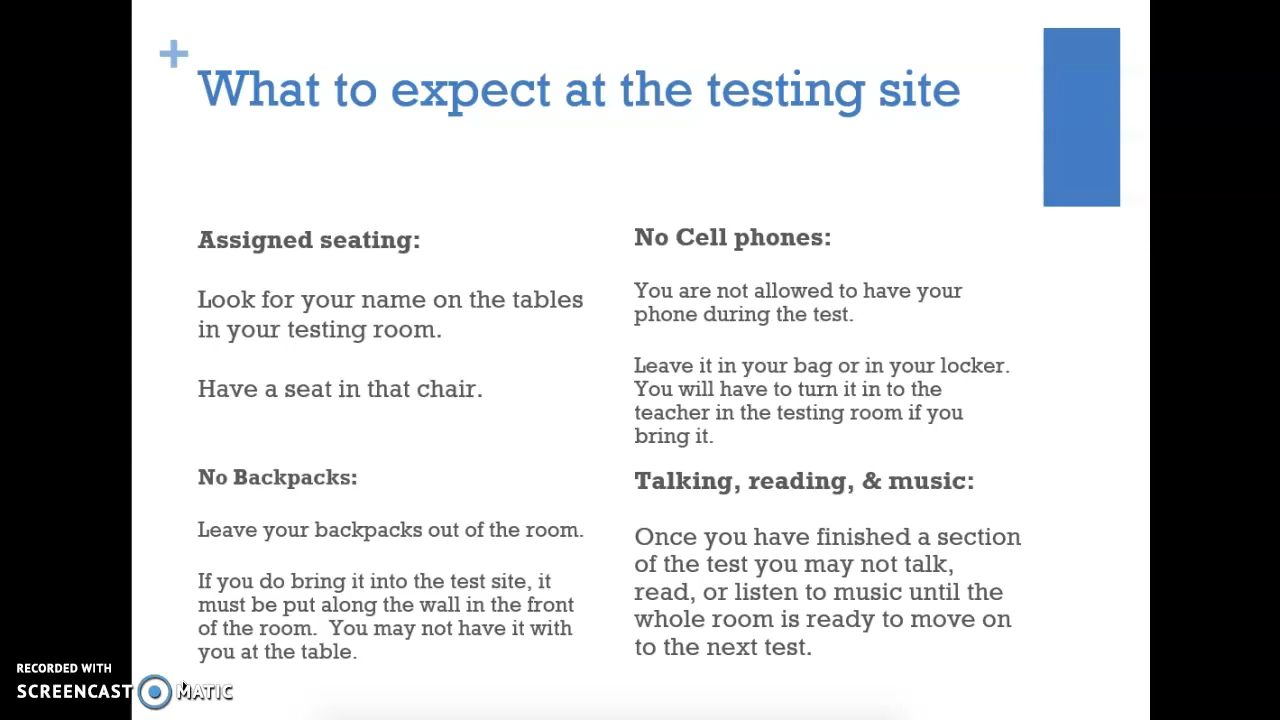 +
What to expect at the testing site
Assigned seating:
Look for your name on the tables
in your testing room.
Have a seat in that chair.
No Cell phones:
You are not allowed to have your
phone during the test.
Leave it in your bag or in your locker.
You will have to turn it in to the
teacher in the testing room if you
bring it.
No Backpacks:
Leave your backpacks out of the room.
If you do bring it into the test site, it
must be put along the wall in the front
of the room. You may not have it with
you at the table.
Talking, reading, & music:
Once you have finished a section
of the test you may not talk,
read, or listen to music until the
whole room is ready to move on
to the next test.
RECORDED WITH
SCREENCAST MATIC